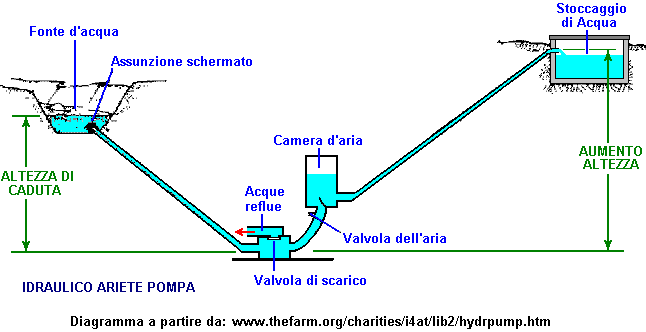 Stoccaggio
di Acqua
Fonte d'acqua
Assunzione schermato
Camera d'aria
AUMENTO
ALTEZZA
ALTEZZA DI
CADUTA
Acque
reflue
Valvola dell'aria
Valvola di scarico
IDRAULICO ARIETE POMPA
Diagramma a partire da: www.thefarm.org/charities/i4at/lib2/hydrpump.htm